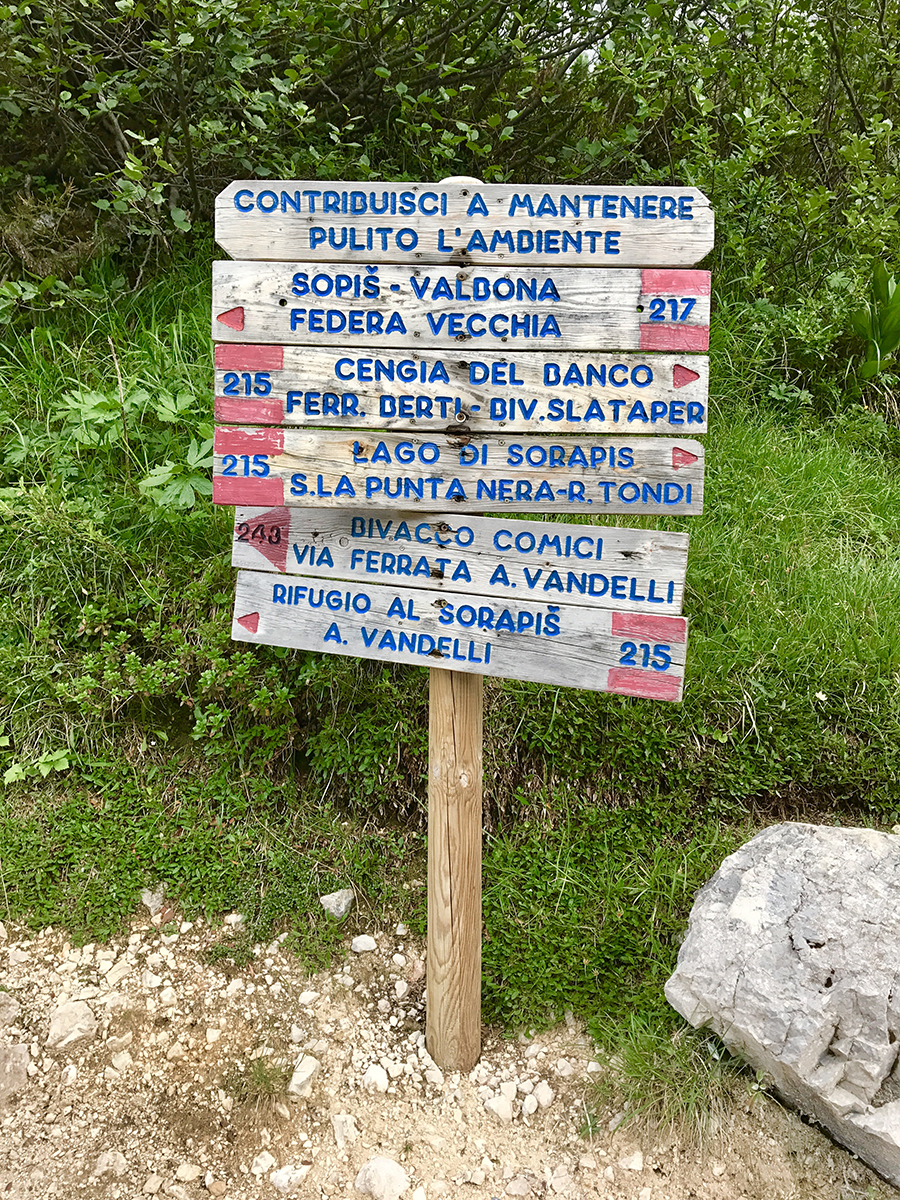 CONTRIBUISCI A MANTENERE
PULITO L'AMBIENTE
SOPIŠ - VALBONA
FEDERA VECCHIA
217
215
CENGIA DEL BANCO
FERR. BERTI - BIV. SLATAPER
215
LAGO DI SORAPIS
S. LA PUNTA NERA - R. TONDI
243
BIVACCO COMICI
VIA FERRATA A. VANDELLI
RIFUGIO AL SORAPIŠ
A. VANDELLI
215